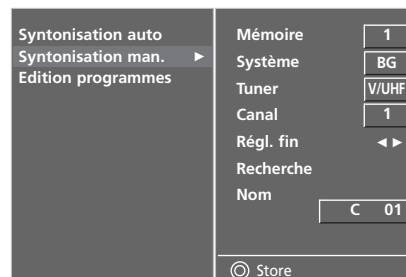 Syntonisation auto
Syntonisation man. ►
Edition programmes
Mémoire 1
Système BG
Tuner V/UHF
Canal 1
Régl. fin ◄ ►
Recherche
Nom
C 01
Store